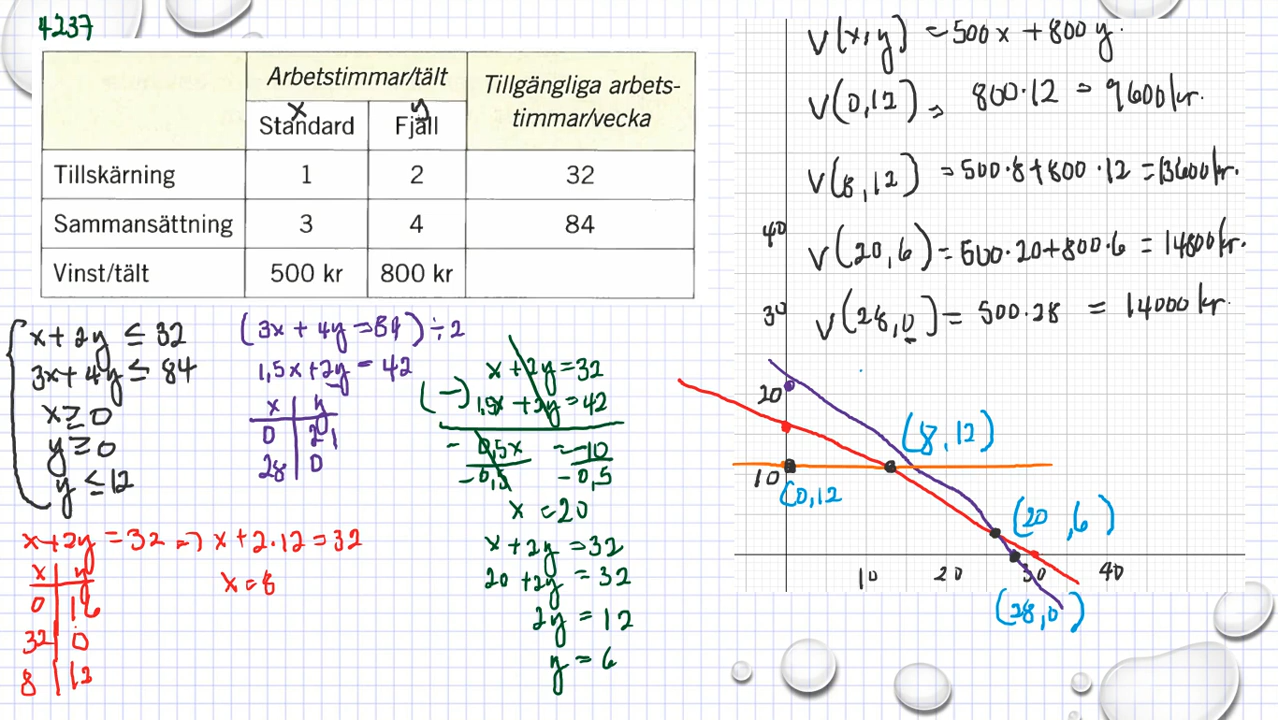 4237
Arbetstimmar/tält
Tillgängliga arbets-
timmar/vecka
x
Standard
y
Fjäll
Tillskärning 1 2 32
Sammansättning 3 4 84
Vinst/tält 500 kr 800 kr
x + 2y ≤ 32
3x + 4y ≤ 84
x ≥ 0
y ≥ 0
y ≤ 12
(3x + 4y = 84) ÷ 2
1,5x + 2y = 42
x | y
0 | 21
28 | 0
x + 2y = 32
(-) 1,5x + 2y = 42
- 0,5x = -10
-0,5 -0,5
x = 20
x + 2y = 32
20 + 2y = 32
2y = 12
y = 6
x + 2y = 32 => x + 2·12 = 32
x = 8
x | y
0 | 16
32 | 0
8 | 12
V(x,y) = 500x + 800y
V(0,12) = 800·12 = 9600 kr.
V(8,12) = 500·8 + 800·12 = 13600 kr.
V(20,6) = 500·20 + 800·6 = 14800 kr.
V(28,0) = 500·28 = 14000 kr.
40
30
20
10
(8,12)
(0,12
(20,6)
10 20 30 40
(28,0)